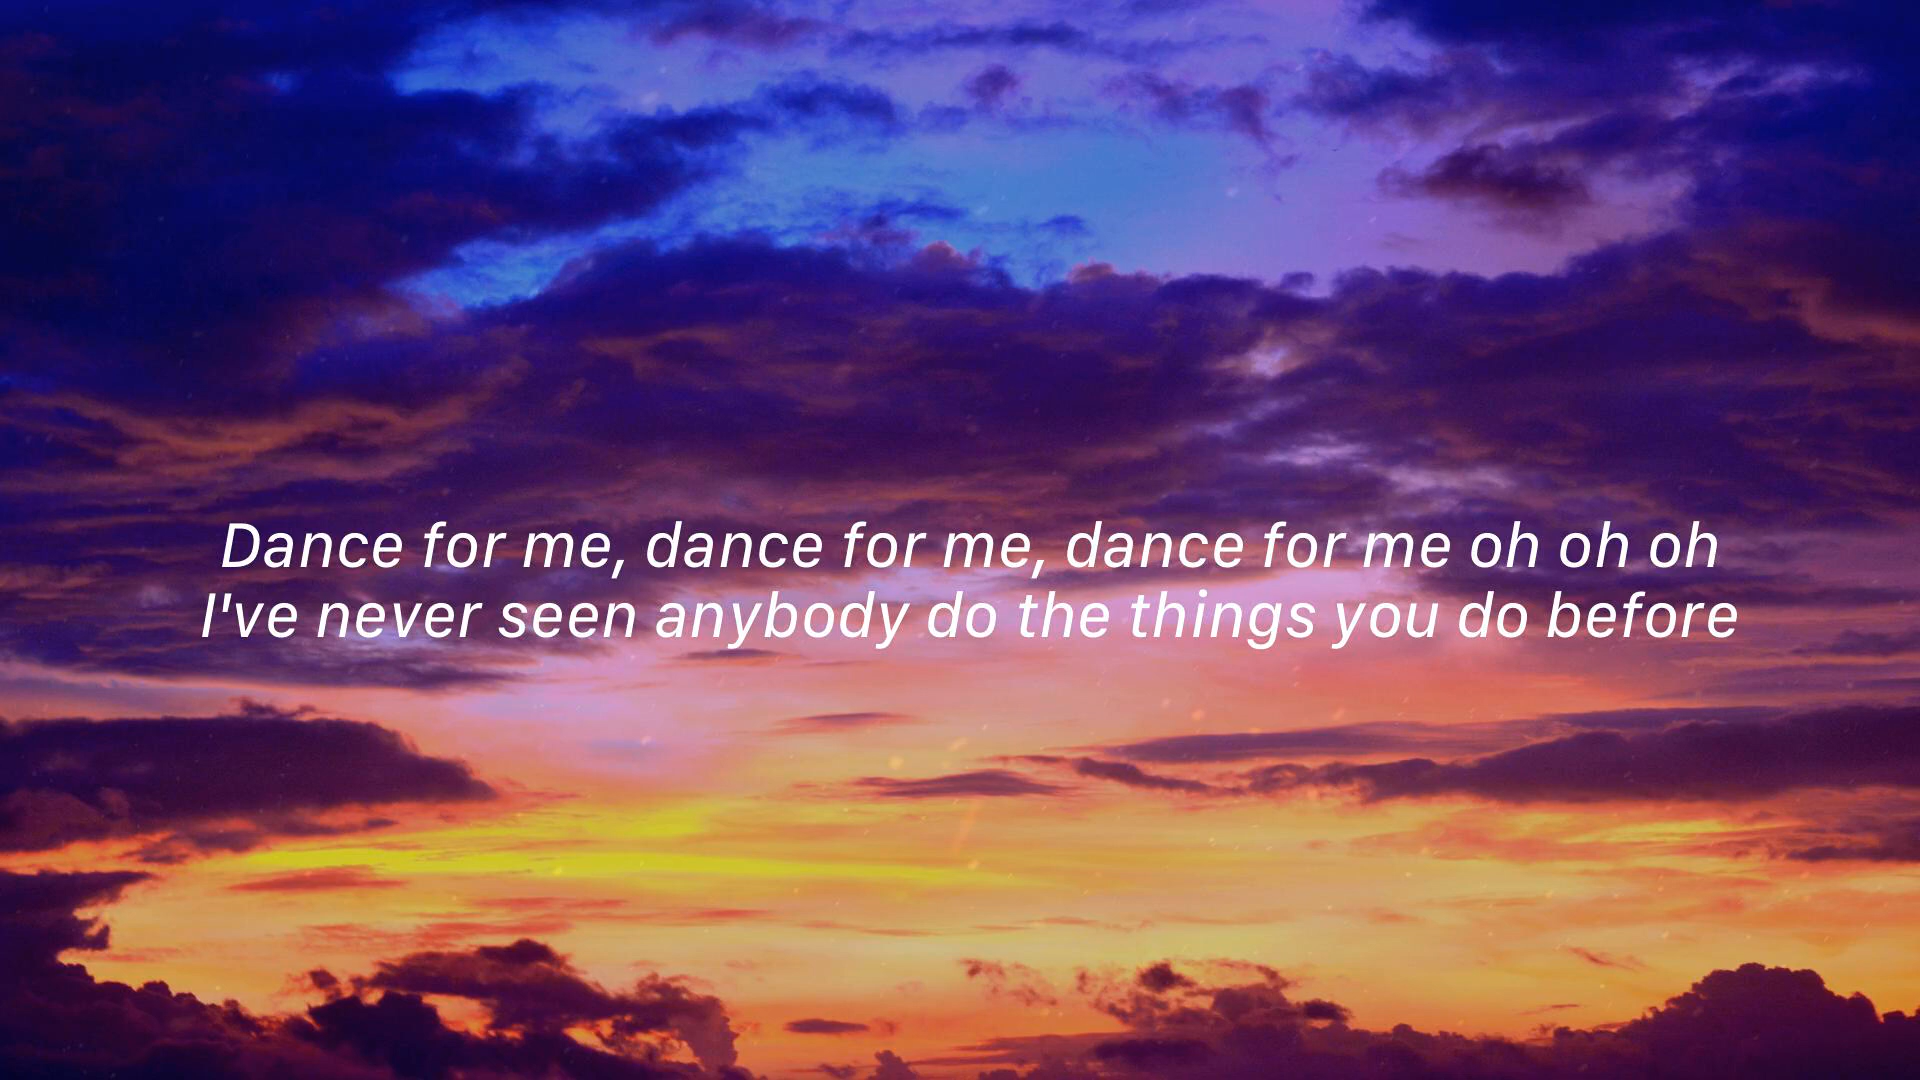 Dance for me, dance for me, dance for me oh oh oh
I've never seen anybody do the things you do before